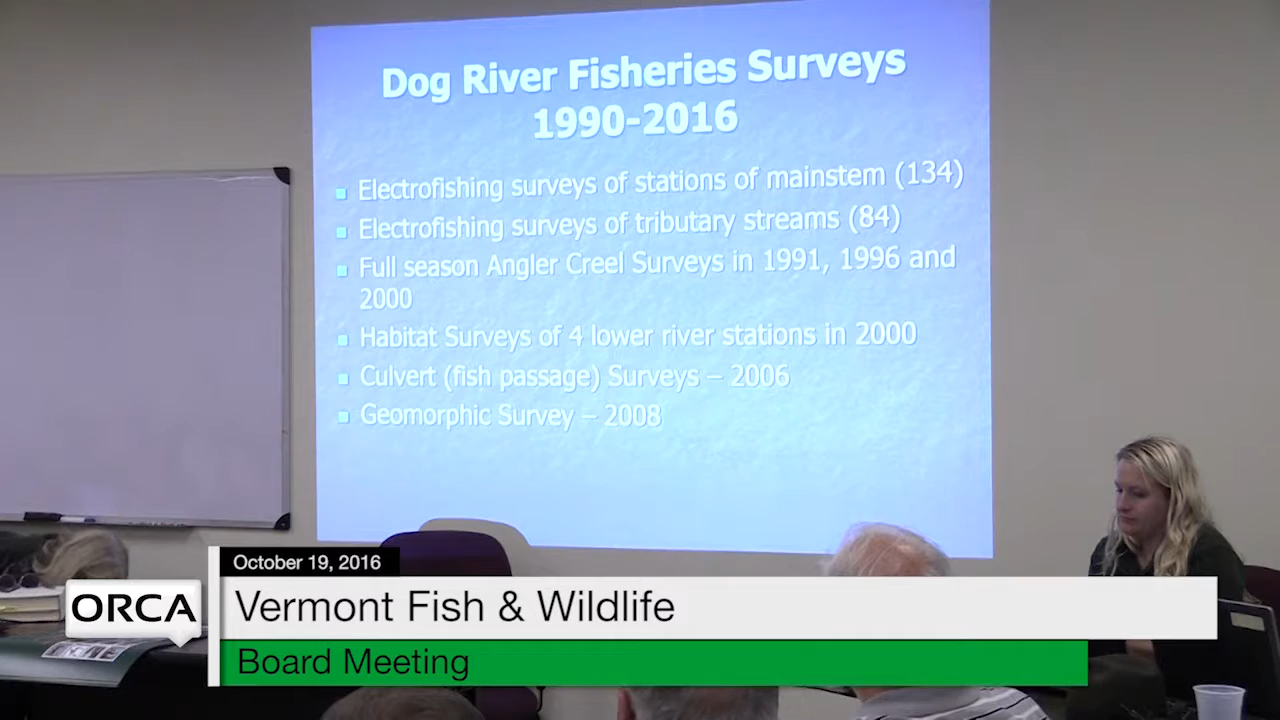 Dog River Fisheries Surveys
1990-2016
Electrofishing surveys of stations of mainstem (134)
Electrofishing surveys of tributary streams (84)
Full season Angler Creel Surveys in 1991, 1996 and
2000
Habitat Surveys of 4 lower river stations in 2000
Culvert (fish passage) Surveys – 2006
Geomorphic Survey – 2008
October 19, 2016
ORCA
Vermont Fish & Wildlife
Board Meeting